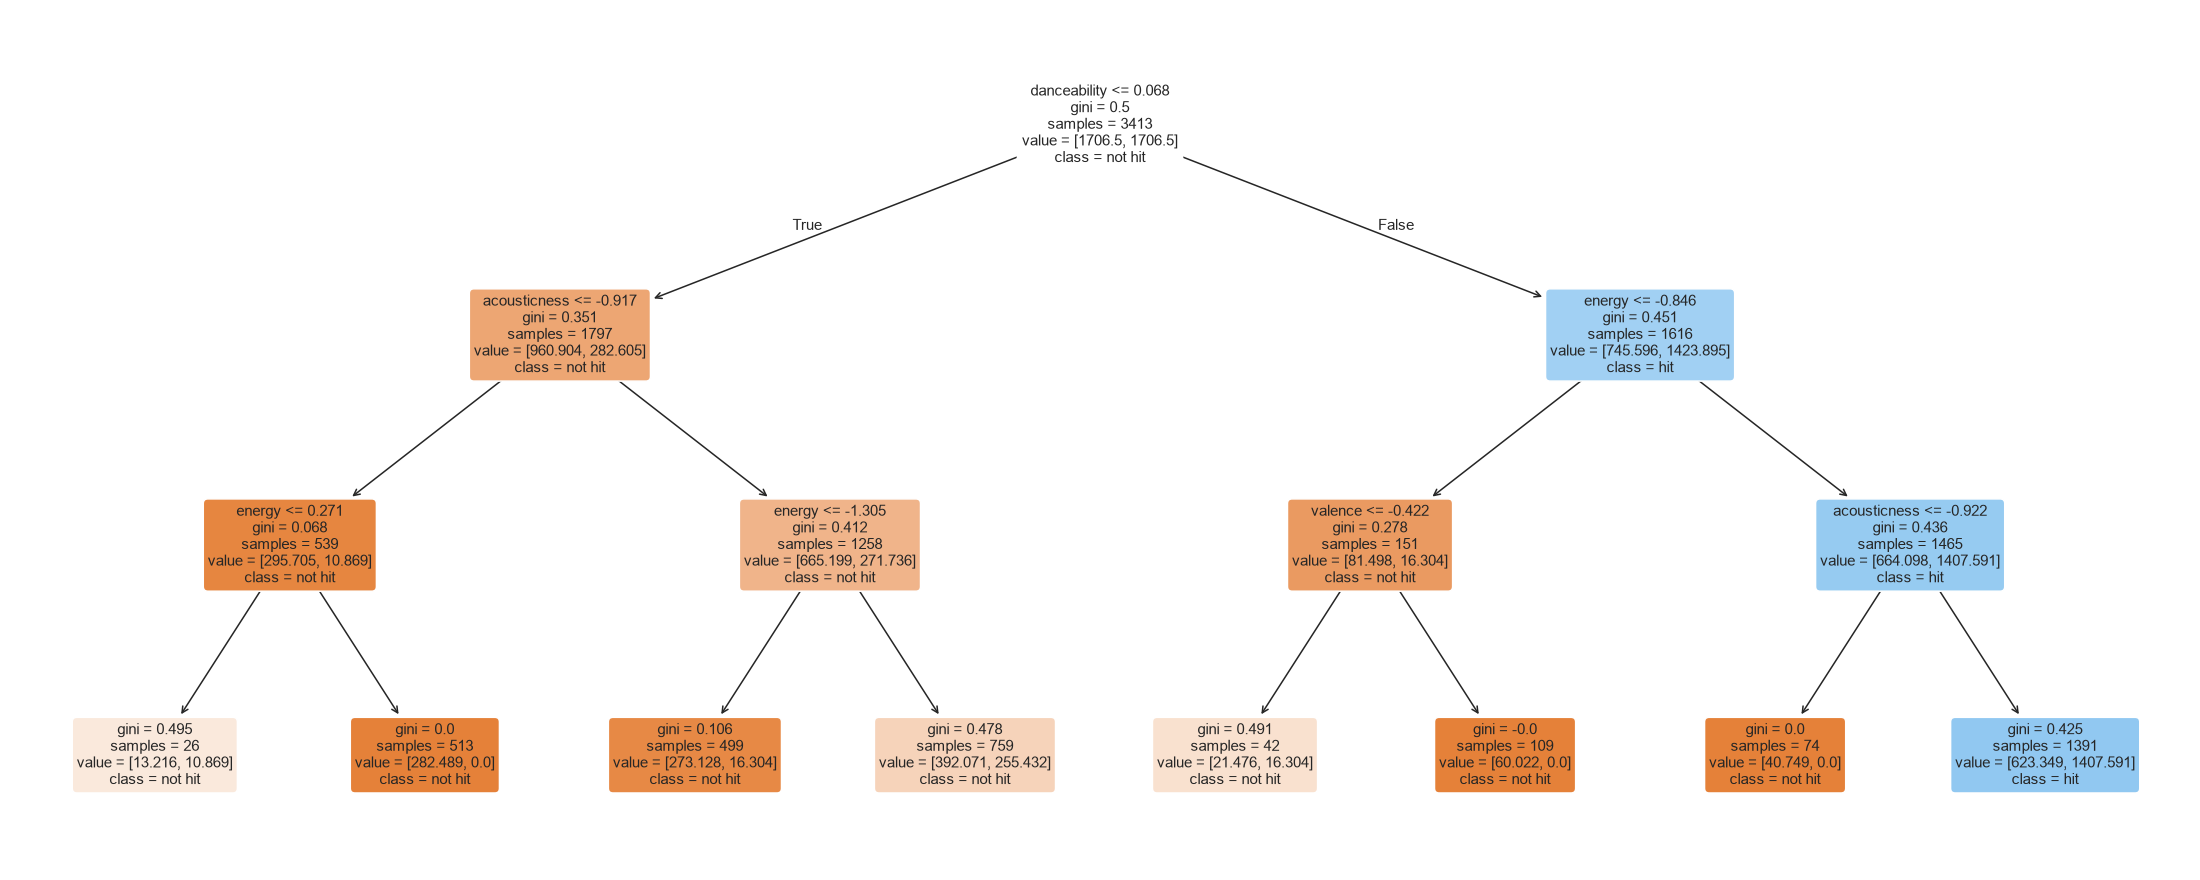 danceability <= 0.068
gini = 0.5
samples = 3413
value = [1706.5, 1706.5]
class = not hit
True
False
acousticness <= -0.917
gini = 0.351
samples = 1797
value = [960.904, 282.605]
class = not hit
energy <= -0.846
gini = 0.451
samples = 1616
value = [745.596, 1423.895]
class = hit
energy <= 0.271
gini = 0.068
samples = 539
value = [295.705, 10.869]
class = not hit
energy <= -1.305
gini = 0.412
samples = 1258
value = [665.199, 271.736]
class = not hit
valence <= -0.422
gini = 0.278
samples = 151
value = [81.498, 16.304]
class = not hit
acousticness <= -0.922
gini = 0.436
samples = 1465
value = [664.098, 1407.591]
class = hit
gini = 0.495
samples = 26
value = [13.216, 10.869]
class = not hit
gini = 0.0
samples = 513
value = [282.489, 0.0]
class = not hit
gini = 0.106
samples = 499
value = [273.128, 16.304]
class = not hit
gini = 0.478
samples = 759
value = [392.071, 255.432]
class = not hit
gini = 0.491
samples = 42
value = [21.476, 16.304]
class = not hit
gini = -0.0
samples = 109
value = [60.022, 0.0]
class = not hit
gini = 0.0
samples = 74
value = [40.749, 0.0]
class = not hit
gini = 0.425
samples = 1391
value = [623.349, 1407.591]
class = hit